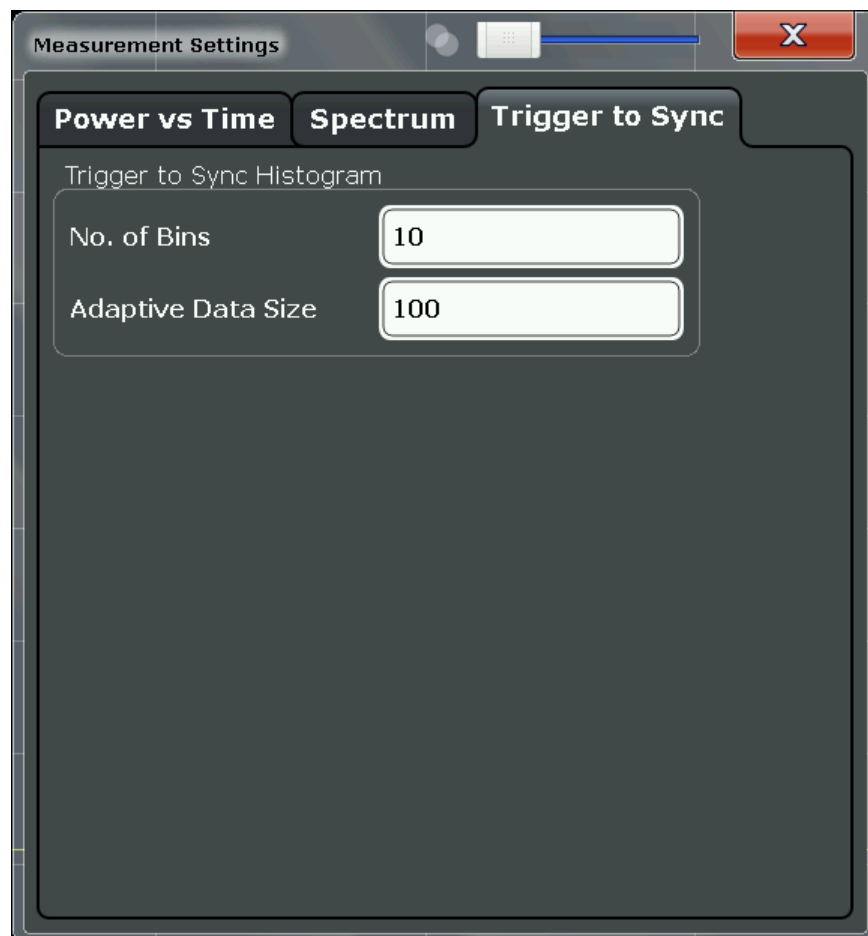 Measurement Settings
X
Power vs Time
Spectrum
Trigger to Sync
Trigger to Sync Histogram
No. of Bins
10
Adaptive Data Size
100